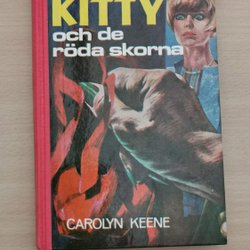 KITTY
och de
röda skorna
CAROLYN KEENE